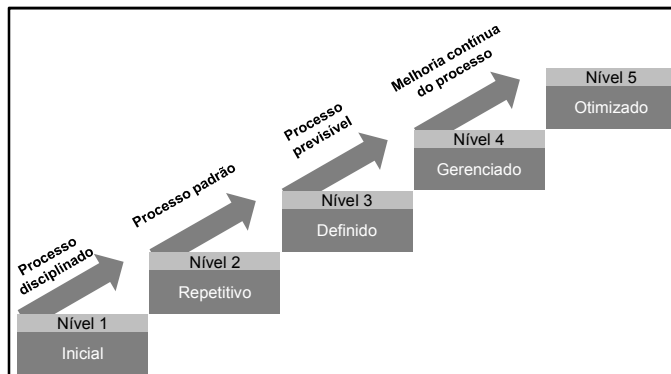 Processo
disciplinado
Nível 1
Inicial
Processo padrão
Nível 2
Repetitivo
Processo
previsível
Nível 3
Definido
Melhoria contínua
do processo
Nível 4
Gerenciado
Nível 5
Otimizado